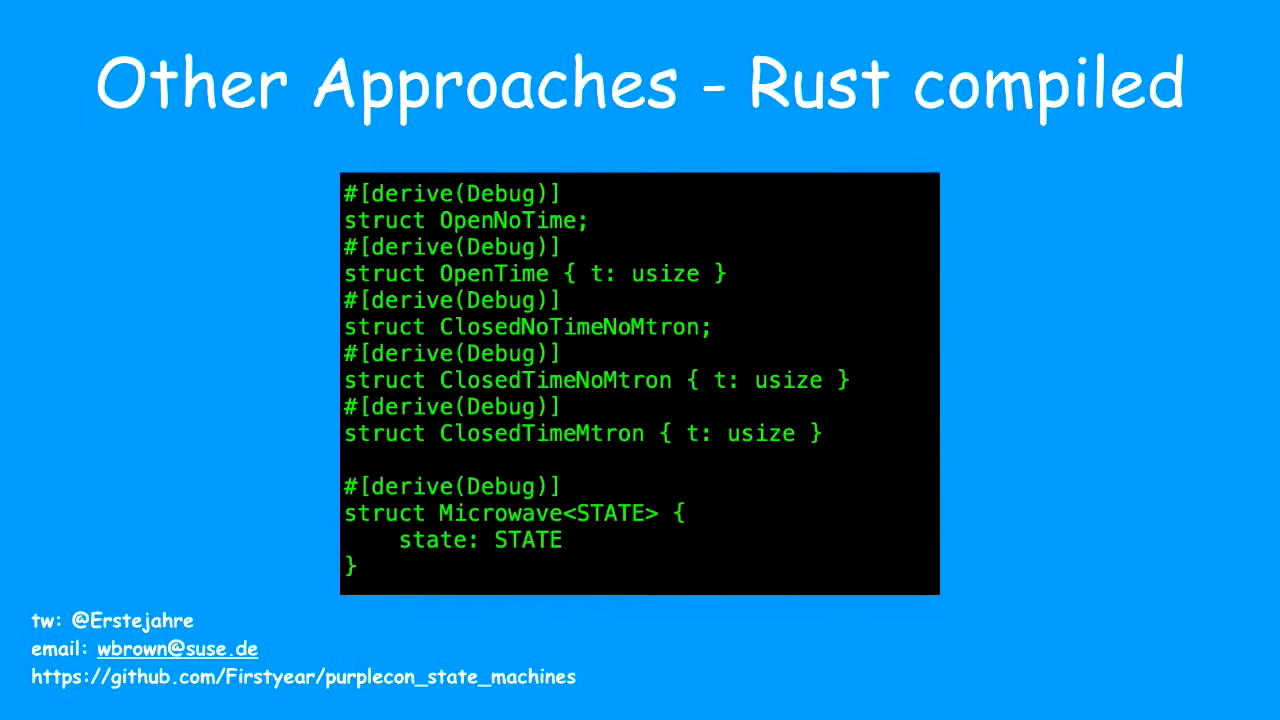 Other Approaches - Rust compiled
#[derive(Debug)]
struct OpenNoTime;
#[derive(Debug)]
struct OpenTime { t: usize }
#[derive(Debug)]
struct ClosedNoTimeNoMtron;
#[derive(Debug)]
struct ClosedTimeNoMtron { t: usize }
#[derive(Debug)]
struct ClosedTimeMtron { t: usize }
#[derive(Debug)]
struct Microwave<STATE> {
    state: STATE
}
tw: @Erstejahre
email: wbrown@suse.de
https://github.com/Firstyear/purplecon_state_machines